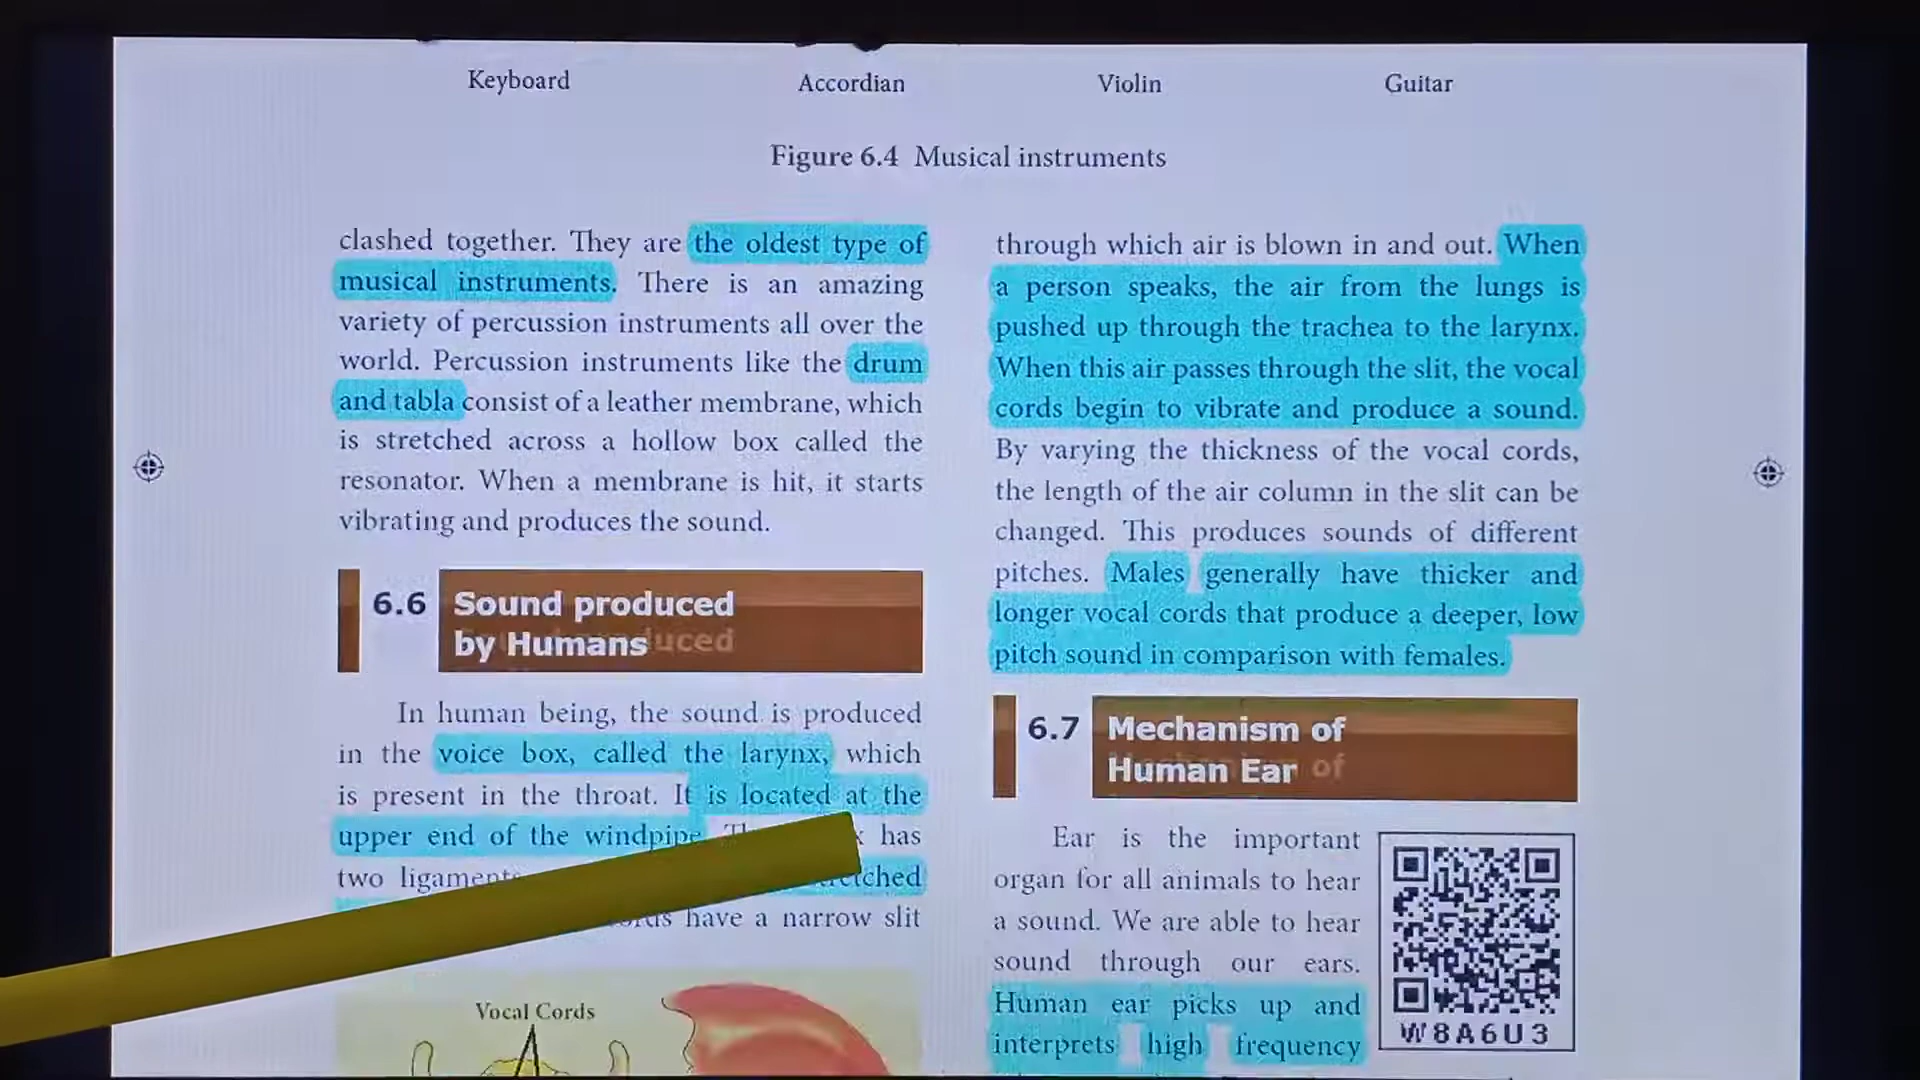 Keyboard Accordian Violin Guitar
Figure 6.4 Musical instruments
clashed together. They are the oldest type of
musical instruments. There is an amazing
variety of percussion instruments all over the
world. Percussion instruments like the drum
and tabla consist of a leather membrane, which
is stretched across a hollow box called the
resonator. When a membrane is hit, it starts
vibrating and produces the sound.
6.6 Sound produced
by Humans
In human being, the sound is produced
in the voice box, called the larynx, which
is present in the throat. It is located at the
upper end of the windpipe has
two ligaments
have a narrow slit
Vocal Cords
through which air is blown in and out. When
a person speaks, the air from the lungs is
pushed up through the trachea to the larynx.
When this air passes through the slit, the vocal
cords begin to vibrate and produce a sound.
By varying the thickness of the vocal cords,
the length of the air column in the slit can be
changed. This produces sounds of different
pitches. Males generally have thicker and
longer vocal cords that produce a deeper, low
pitch sound in comparison with females.
6.7 Mechanism of
Human Ear
Ear is the important
organ for all animals to hear
a sound. We are able to hear
sound through our ears.
Human ear picks up and
interprets high frequency
W8A6U3